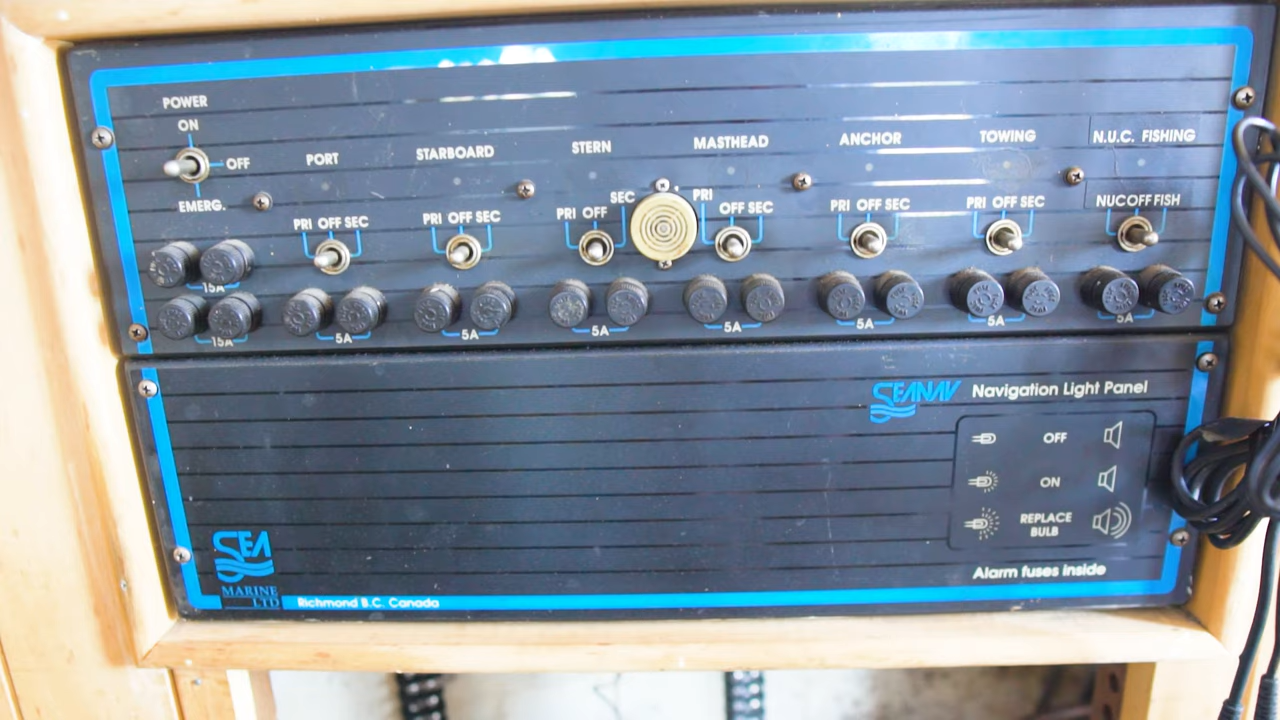 POWER
ON
OFF
EMERG.
PORT
STARBOARD
STERN
MASTHEAD
ANCHOR
TOWING
N.U.C. FISHING
PRI OFF SEC
PRI OFF SEC
PRI OFF SEC
PRI OFF SEC
PRI OFF SEC
PRI OFF SEC
NUC OFF FISH
15A
15A
5A
5A
5A
5A
5A
5A
5A
SEANAV Navigation Light Panel
OFF
ON
REPLACE
BULB
Alarm fuses inside
SEA
MARINE
LTD
Richmond B.C. Canada